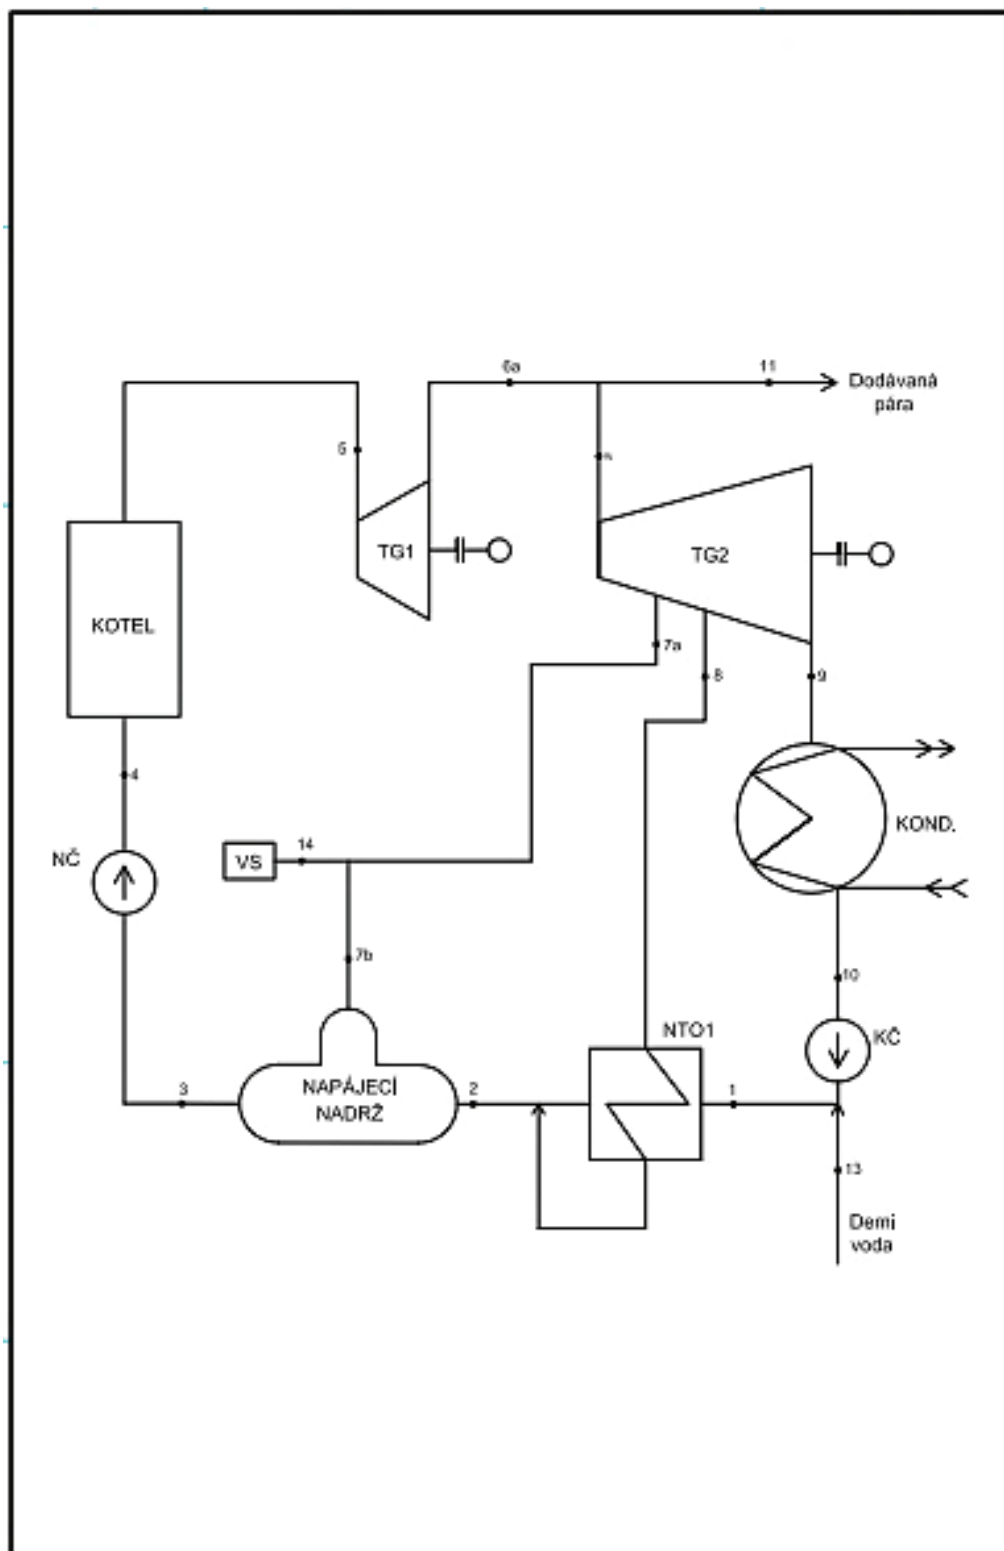 6a
11
Dodávaná
pára
5
TG1
TG2
KOTEL
7a
8
9
4
KOND.
NČ
14
VS
7b
10
NTO1
KČ
3
NAPÁJECÍ
NADRŽ
2
1
13
Demi
voda